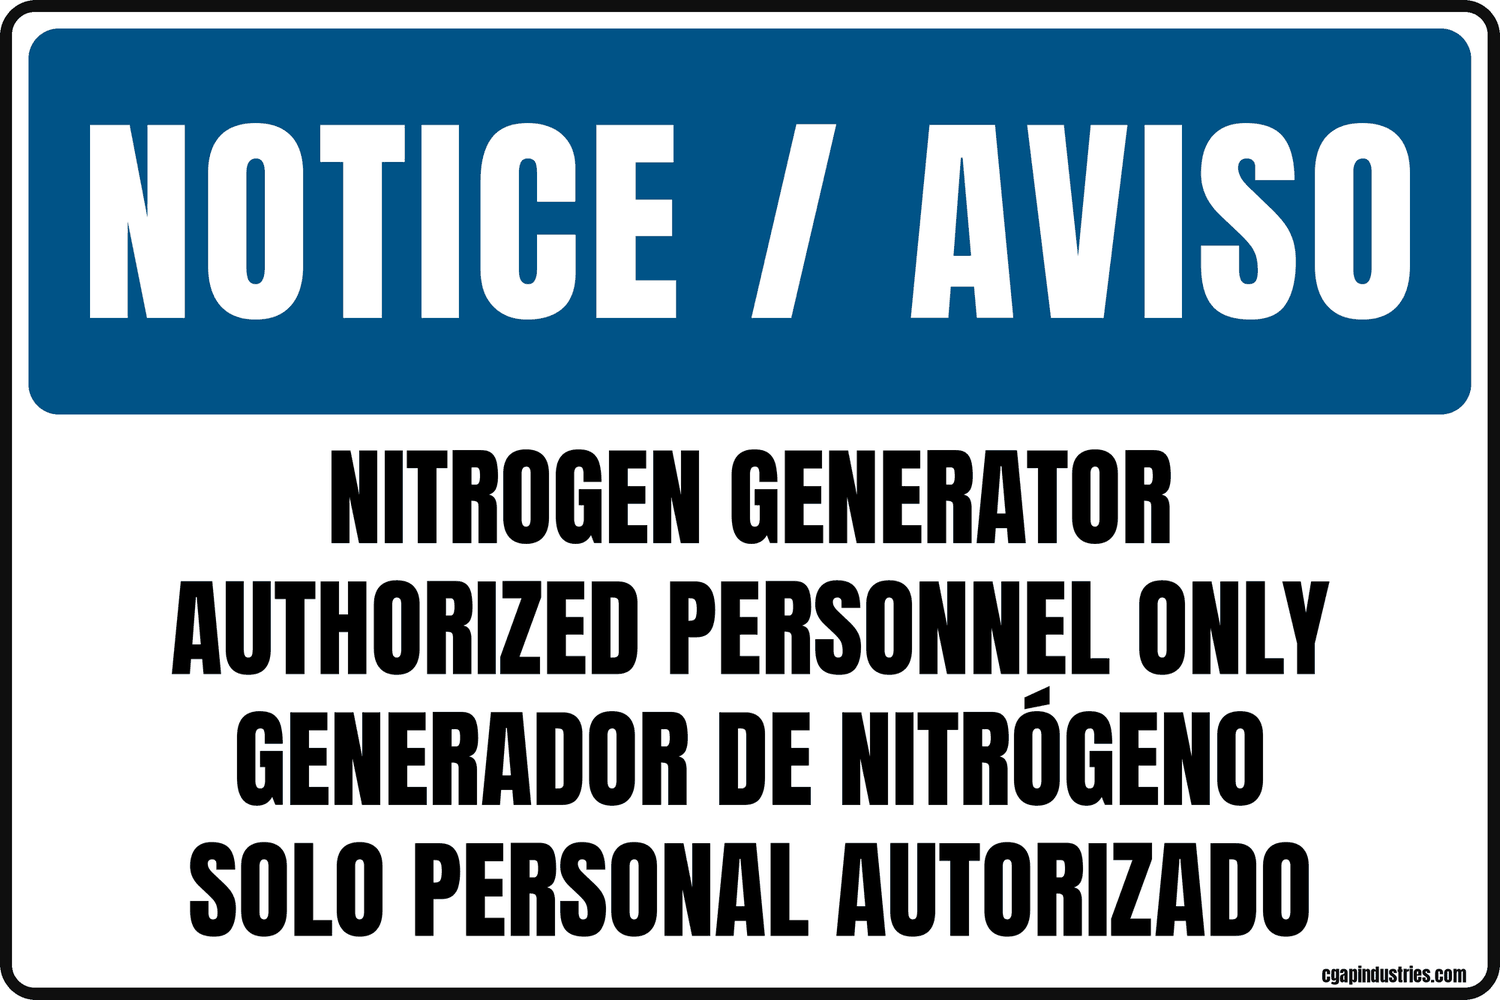 NOTICE / AVISO
NITROGEN GENERATOR
AUTHORIZED PERSONNEL ONLY
GENERADOR DE NITRÓGENO
SOLO PERSONAL AUTORIZADO
cgapindustries.com